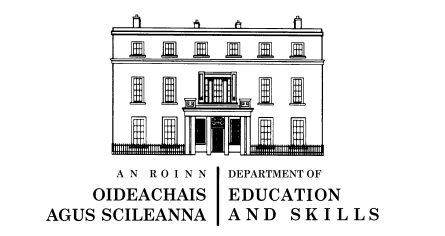 AN ROINN
OIDEACHAIS
AGUS SCILEANNA
DEPARTMENT OF
EDUCATION
AND SKILLS